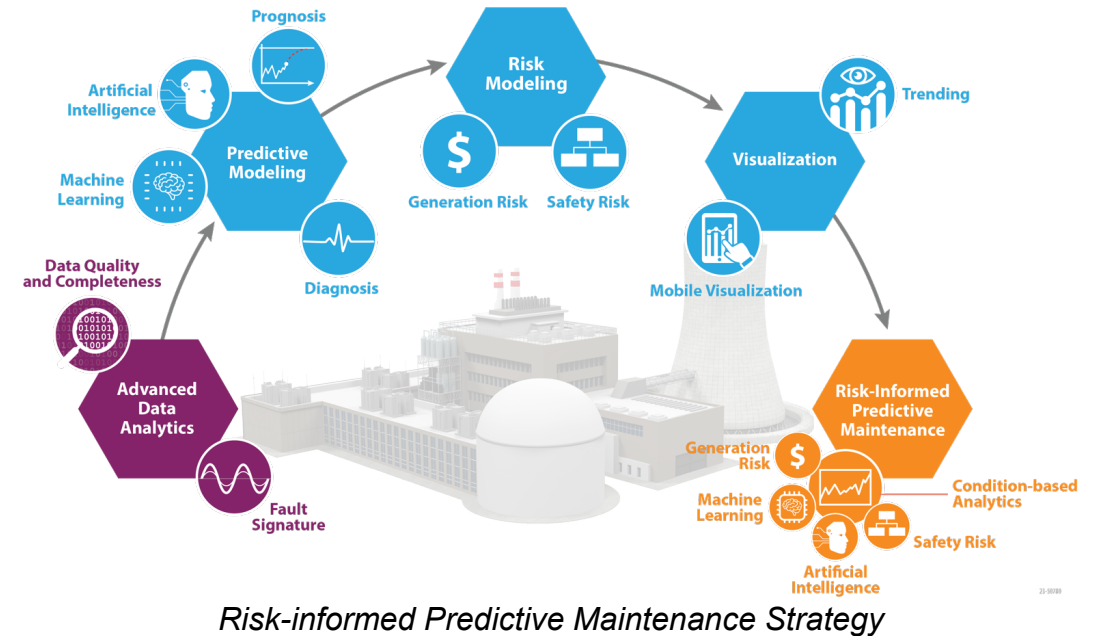 Prognosis
Artificial
Intelligence
Machine
Learning
Predictive
Modeling
Diagnosis
Risk
Modeling
Generation Risk
Safety Risk
Visualization
Trending
Mobile Visualization
Data Quality
and Completeness
Advanced
Data
Analytics
Fault
Signature
Risk-Informed
Predictive
Maintenance
Generation
Risk
Machine
Learning
Artificial
Intelligence
Safety Risk
Condition-based
Analytics
Risk-informed Predictive Maintenance Strategy